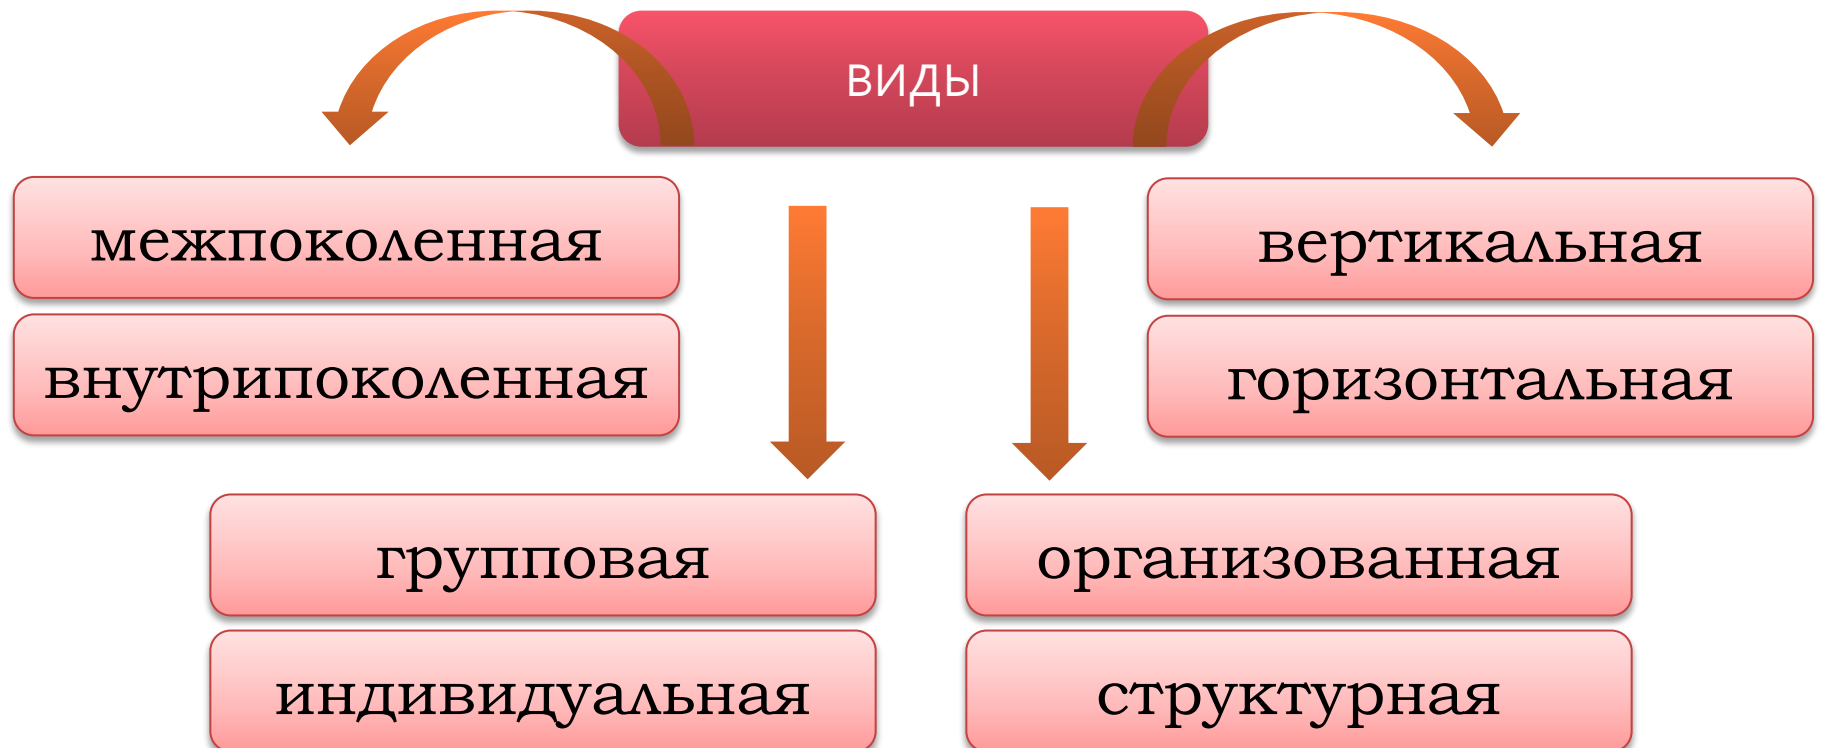 ВИДЫ
межпоколенная
внутрипоколенная
вертикальная
горизонтальная
групповая
индивидуальная
организованная
структурная